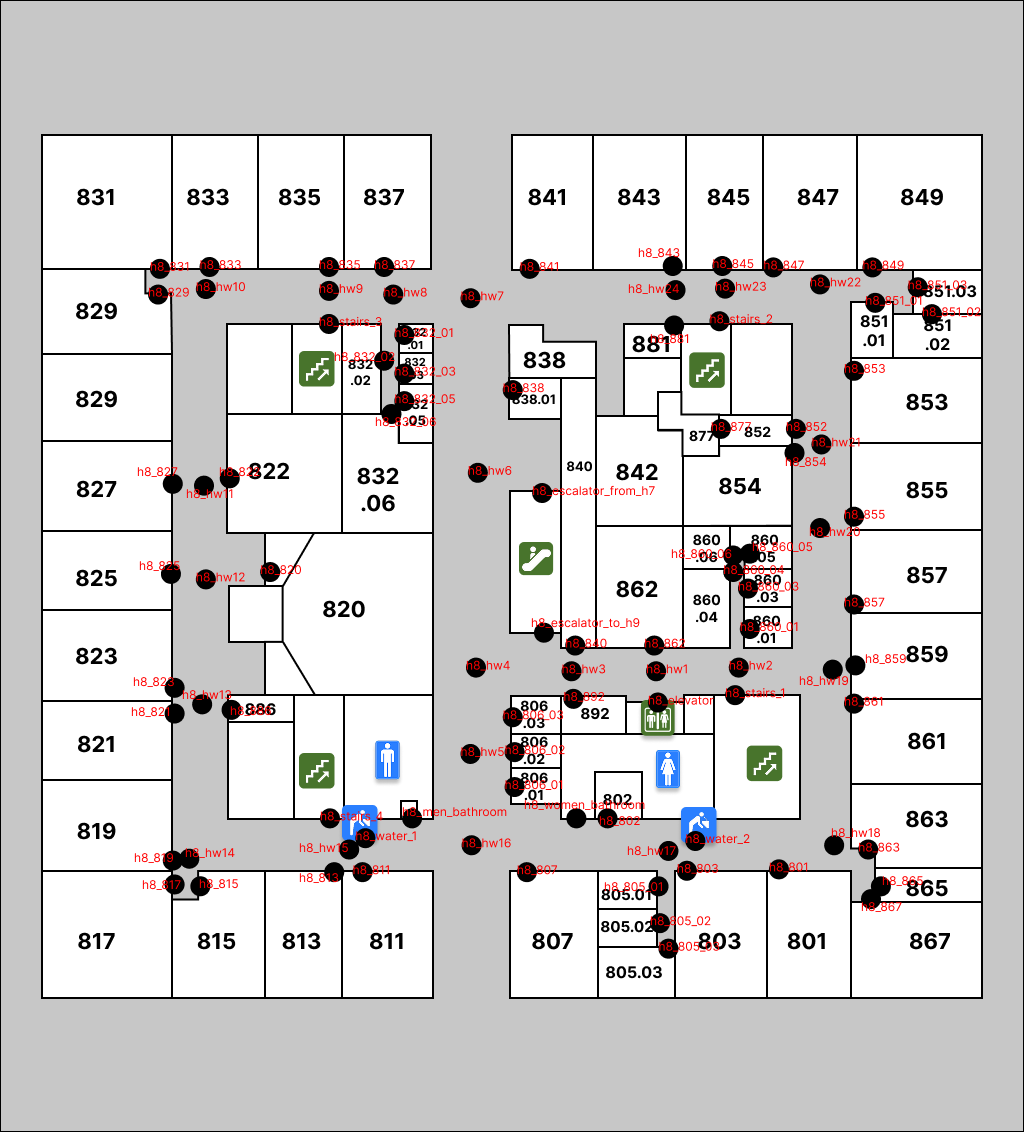 831 833 835 837 841 843 845 847 849
h8_843
h8_831 h8_833 h8_835 h8_837 h8_841 h8_845 h8_847 h8_849
h8_829 h8_hw10 h8_hw9 h8_hw8 h8_hw7 h8_hw24 h8_hw23 h8_hw22 h8_851_03
851.03
h8_851_01
829 h8_stairs_3 h8_stairs_2 h8_851_02
h8_832_01 h8_881 851 .01 851 .02
.01 881
h8_832_02 838
832 .02 832 h8_832_03 h8_853
h8_838
829 838.01 853
h8_832_05
.05
h8_832_06 877 h8_877 852 h8_852
h8_hw21
h8_854
h8_827 h8_822 822 832 .06 h8_hw6 840 842
827 h8_hw11 h8_escalator_from_h7 854 855
h8_855
h8_hw20
860 .06 860 .05 h8_860_05
h8_860_06
h8_825 h8_820 h8_860_04
825 h8_hw12 862 857
860 .03 h8_860_03
820 860 .04 h8_857
h8_escalator_to_h9 860 .01 h8_860_01
h8_840 h8_862
823 859 h8_859
h8_hw4 h8_hw3 h8_hw1 h8_hw2 h8_hw19
h8_823
h8_hw13 h8_892 h8_elevator h8_stairs_1 h8_861
h8_821 886 806 .03 h8_806_03 892
821 806 .02 h8_806_02 861
h8_hw5
806 .01 h8_806_01
802
h8_men_bathroom h8_women_bathroom
h8_stairs_4 h8_802
819 863
h8_water_1 h8_water_2 h8_hw18
h8_hw15 h8_hw16 h8_hw17 h8_863
h8_819 h8_hw14
h8_813 h8_811 h8_807 h8_803 h8_801
h8_817 h8_815 h8_805_01 h8_865 865
805.01 h8_867
805.02 h8_805_02
817 815 813 811 807 803 801 867
h8_805_03
805.03